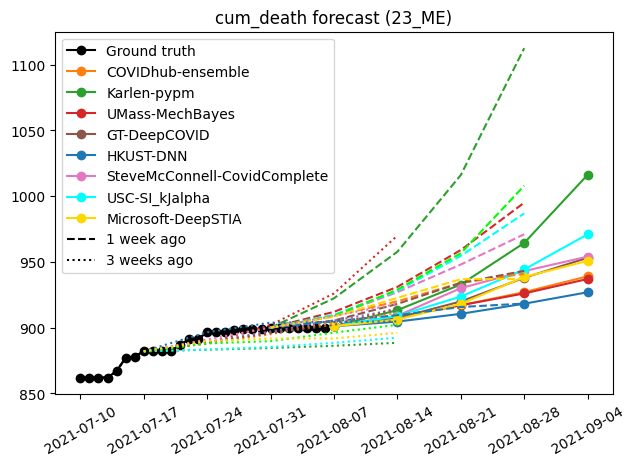 cum_death forecast (23_ME)
1100
1050
1000
950
900
850
Ground truth
COVIDhub-ensemble
Karlen-pypm
UMass-MechBayes
GT-DeepCOVID
HKUST-DNN
SteveMcConnell-CovidComplete
USC-SI_kJalpha
Microsoft-DeepSTIA
1 week ago
3 weeks ago
2021-07-10
2021-07-17
2021-07-24
2021-07-31
2021-08-07
2021-08-14
2021-08-21
2021-08-28
2021-09-04